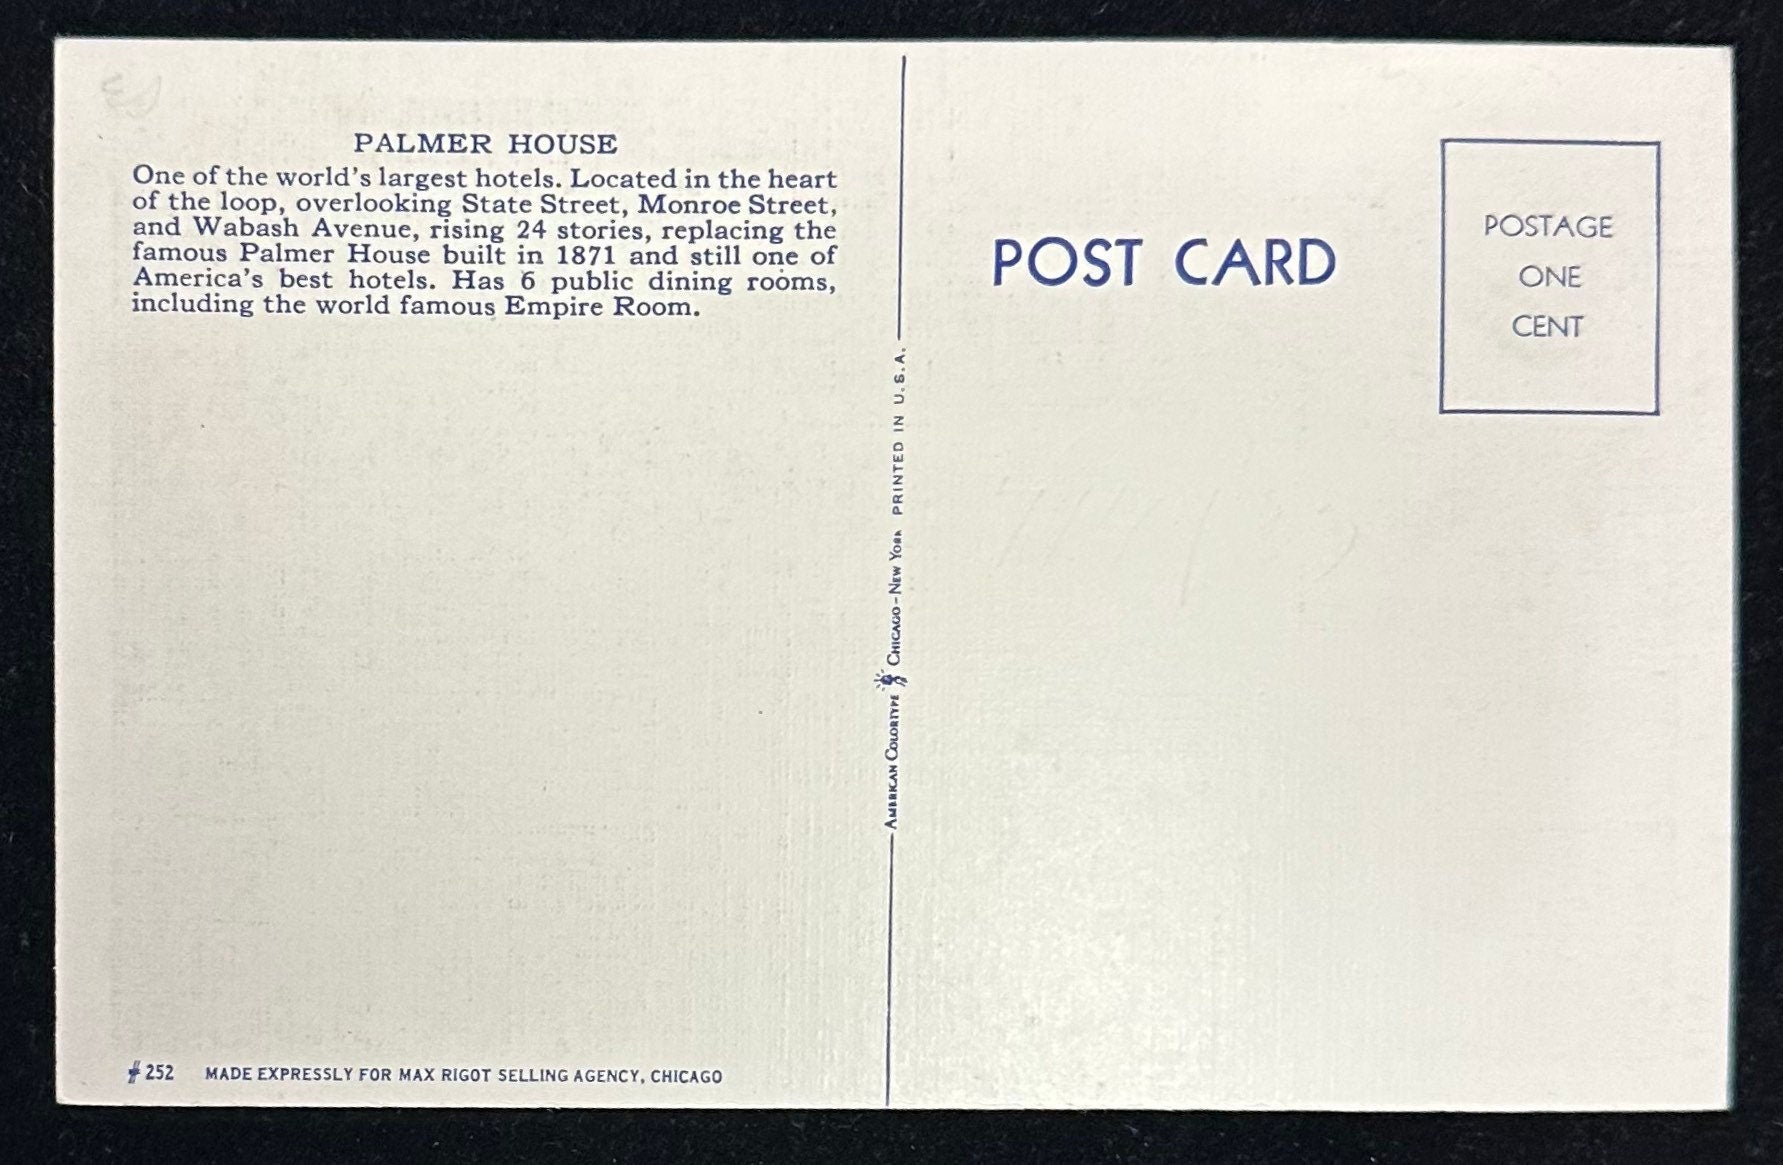 PALMER HOUSE
One of the world's largest hotels. Located in the heart
of the loop, overlooking State Street, Monroe Street,
and Wabash Avenue, rising 24 stories, replacing the
famous Palmer House built in 1871 and still one of
America's best hotels. Has 6 public dining rooms,
including the world famous Empire Room.
#252 MADE EXPRESSLY FOR MAX RIGOT SELLING AGENCY, CHICAGO
AMERICAN COLORTYPE CHICAGO-NEW YORK PRINTED IN U.S.A.
POST CARD
POSTAGE
ONE
CENT